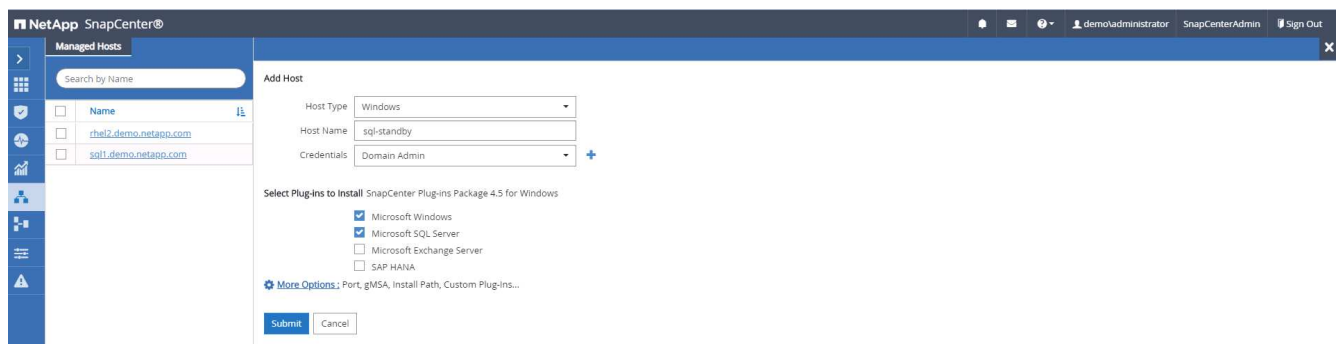 NetApp SnapCenter®
demo\administrator SnapCenterAdmin Sign Out
Managed Hosts
Search by Name
Name
rhel2.demo.netapp.com
sql1.demo.netapp.com
Add Host
Host Type Windows
Host Name sql-standby
Credentials Domain Admin
Select Plug-ins to Install SnapCenter Plug-ins Package 4.5 for Windows
Microsoft Windows
Microsoft SQL Server
Microsoft Exchange Server
SAP HANA
More Options : Port, gMSA, Install Path, Custom Plug-Ins...
Submit Cancel